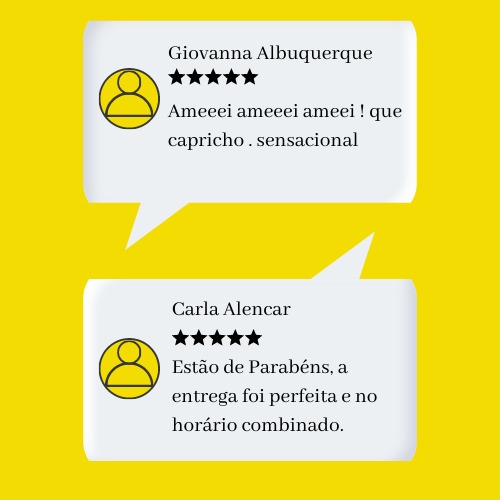 Giovanna Albuquerque
★★★★★
Ameeei ameeei ameei ! que
capricho . sensacional
Carla Alencar
★★★★★
Estão de Parabéns, a
entrega foi perfeita e no
horário combinado.